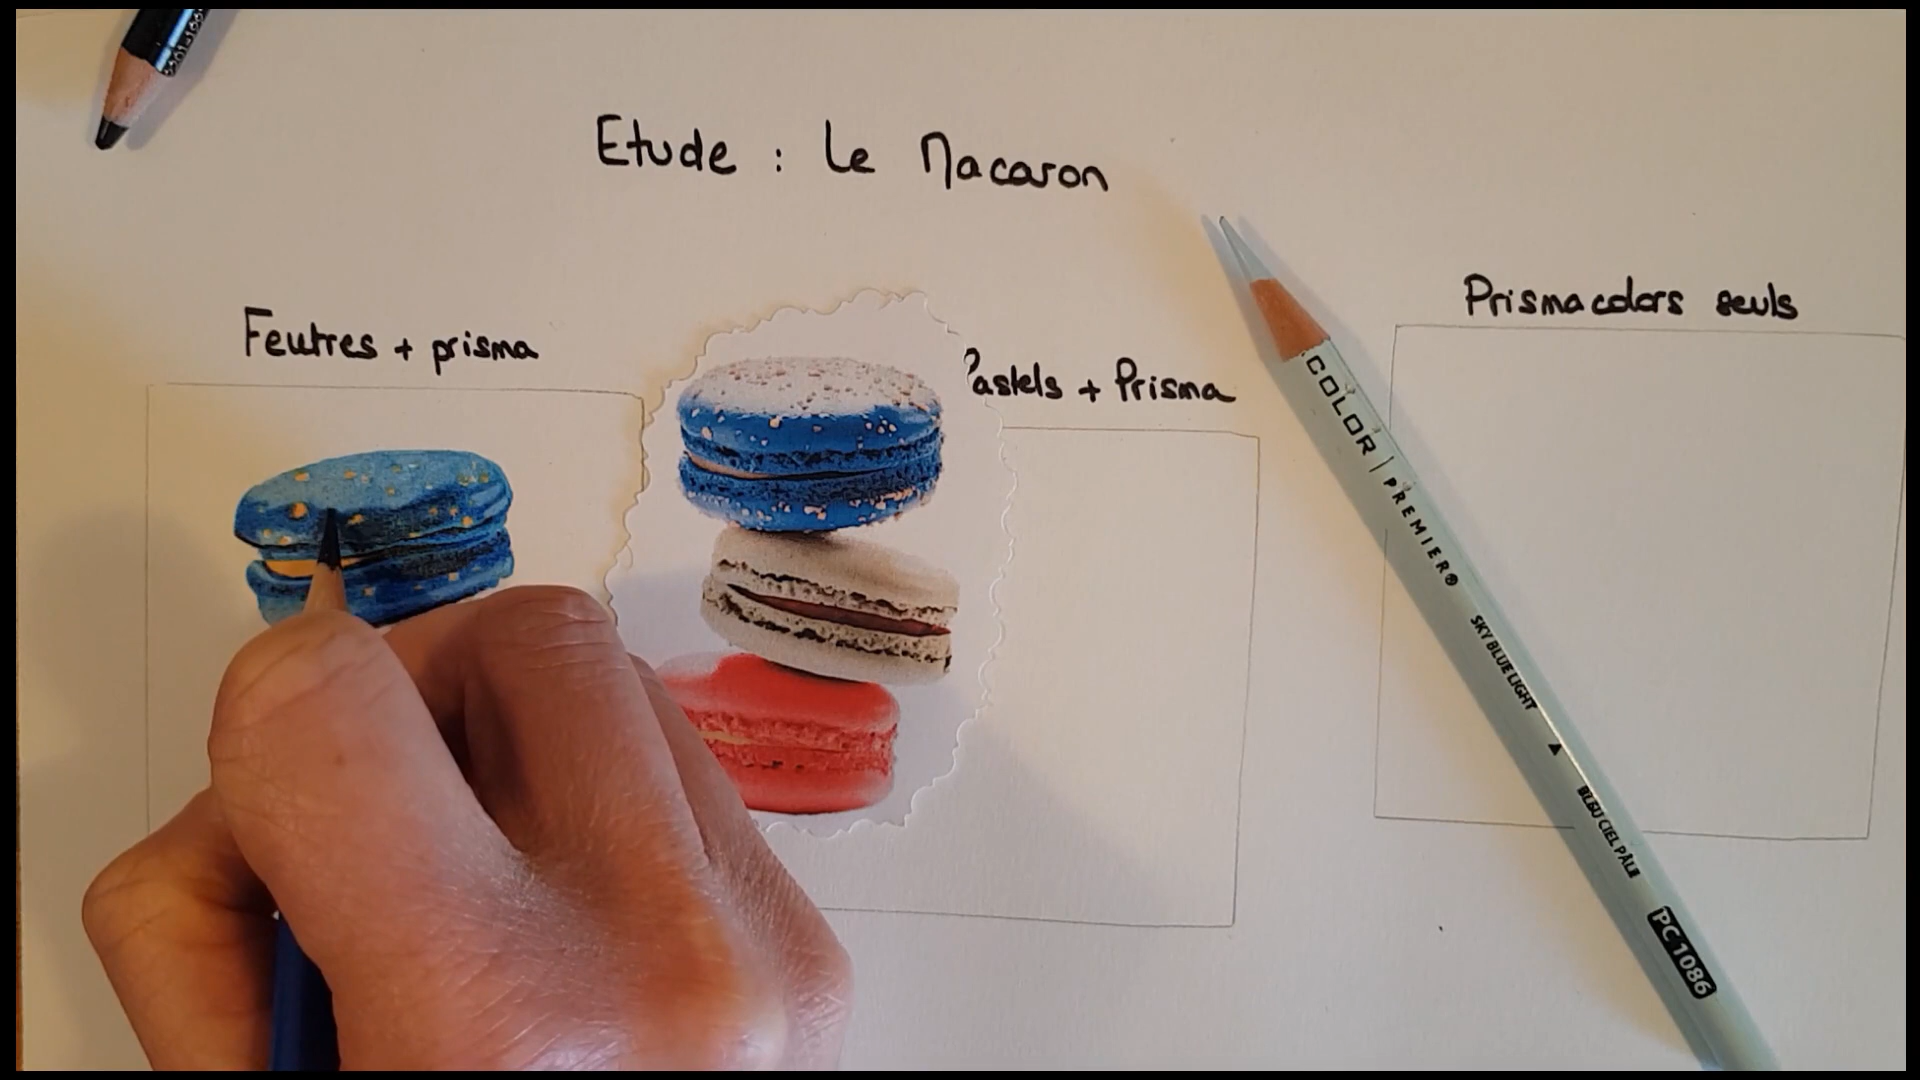 Etude : Le Macaron
Feutres + prisma
Pastels + Prisma
Prismacolors seuls
COLOR | PREMIER®
SKY BLUE LIGHT ▲ BLEU CIEL PÂLE
PC 1086